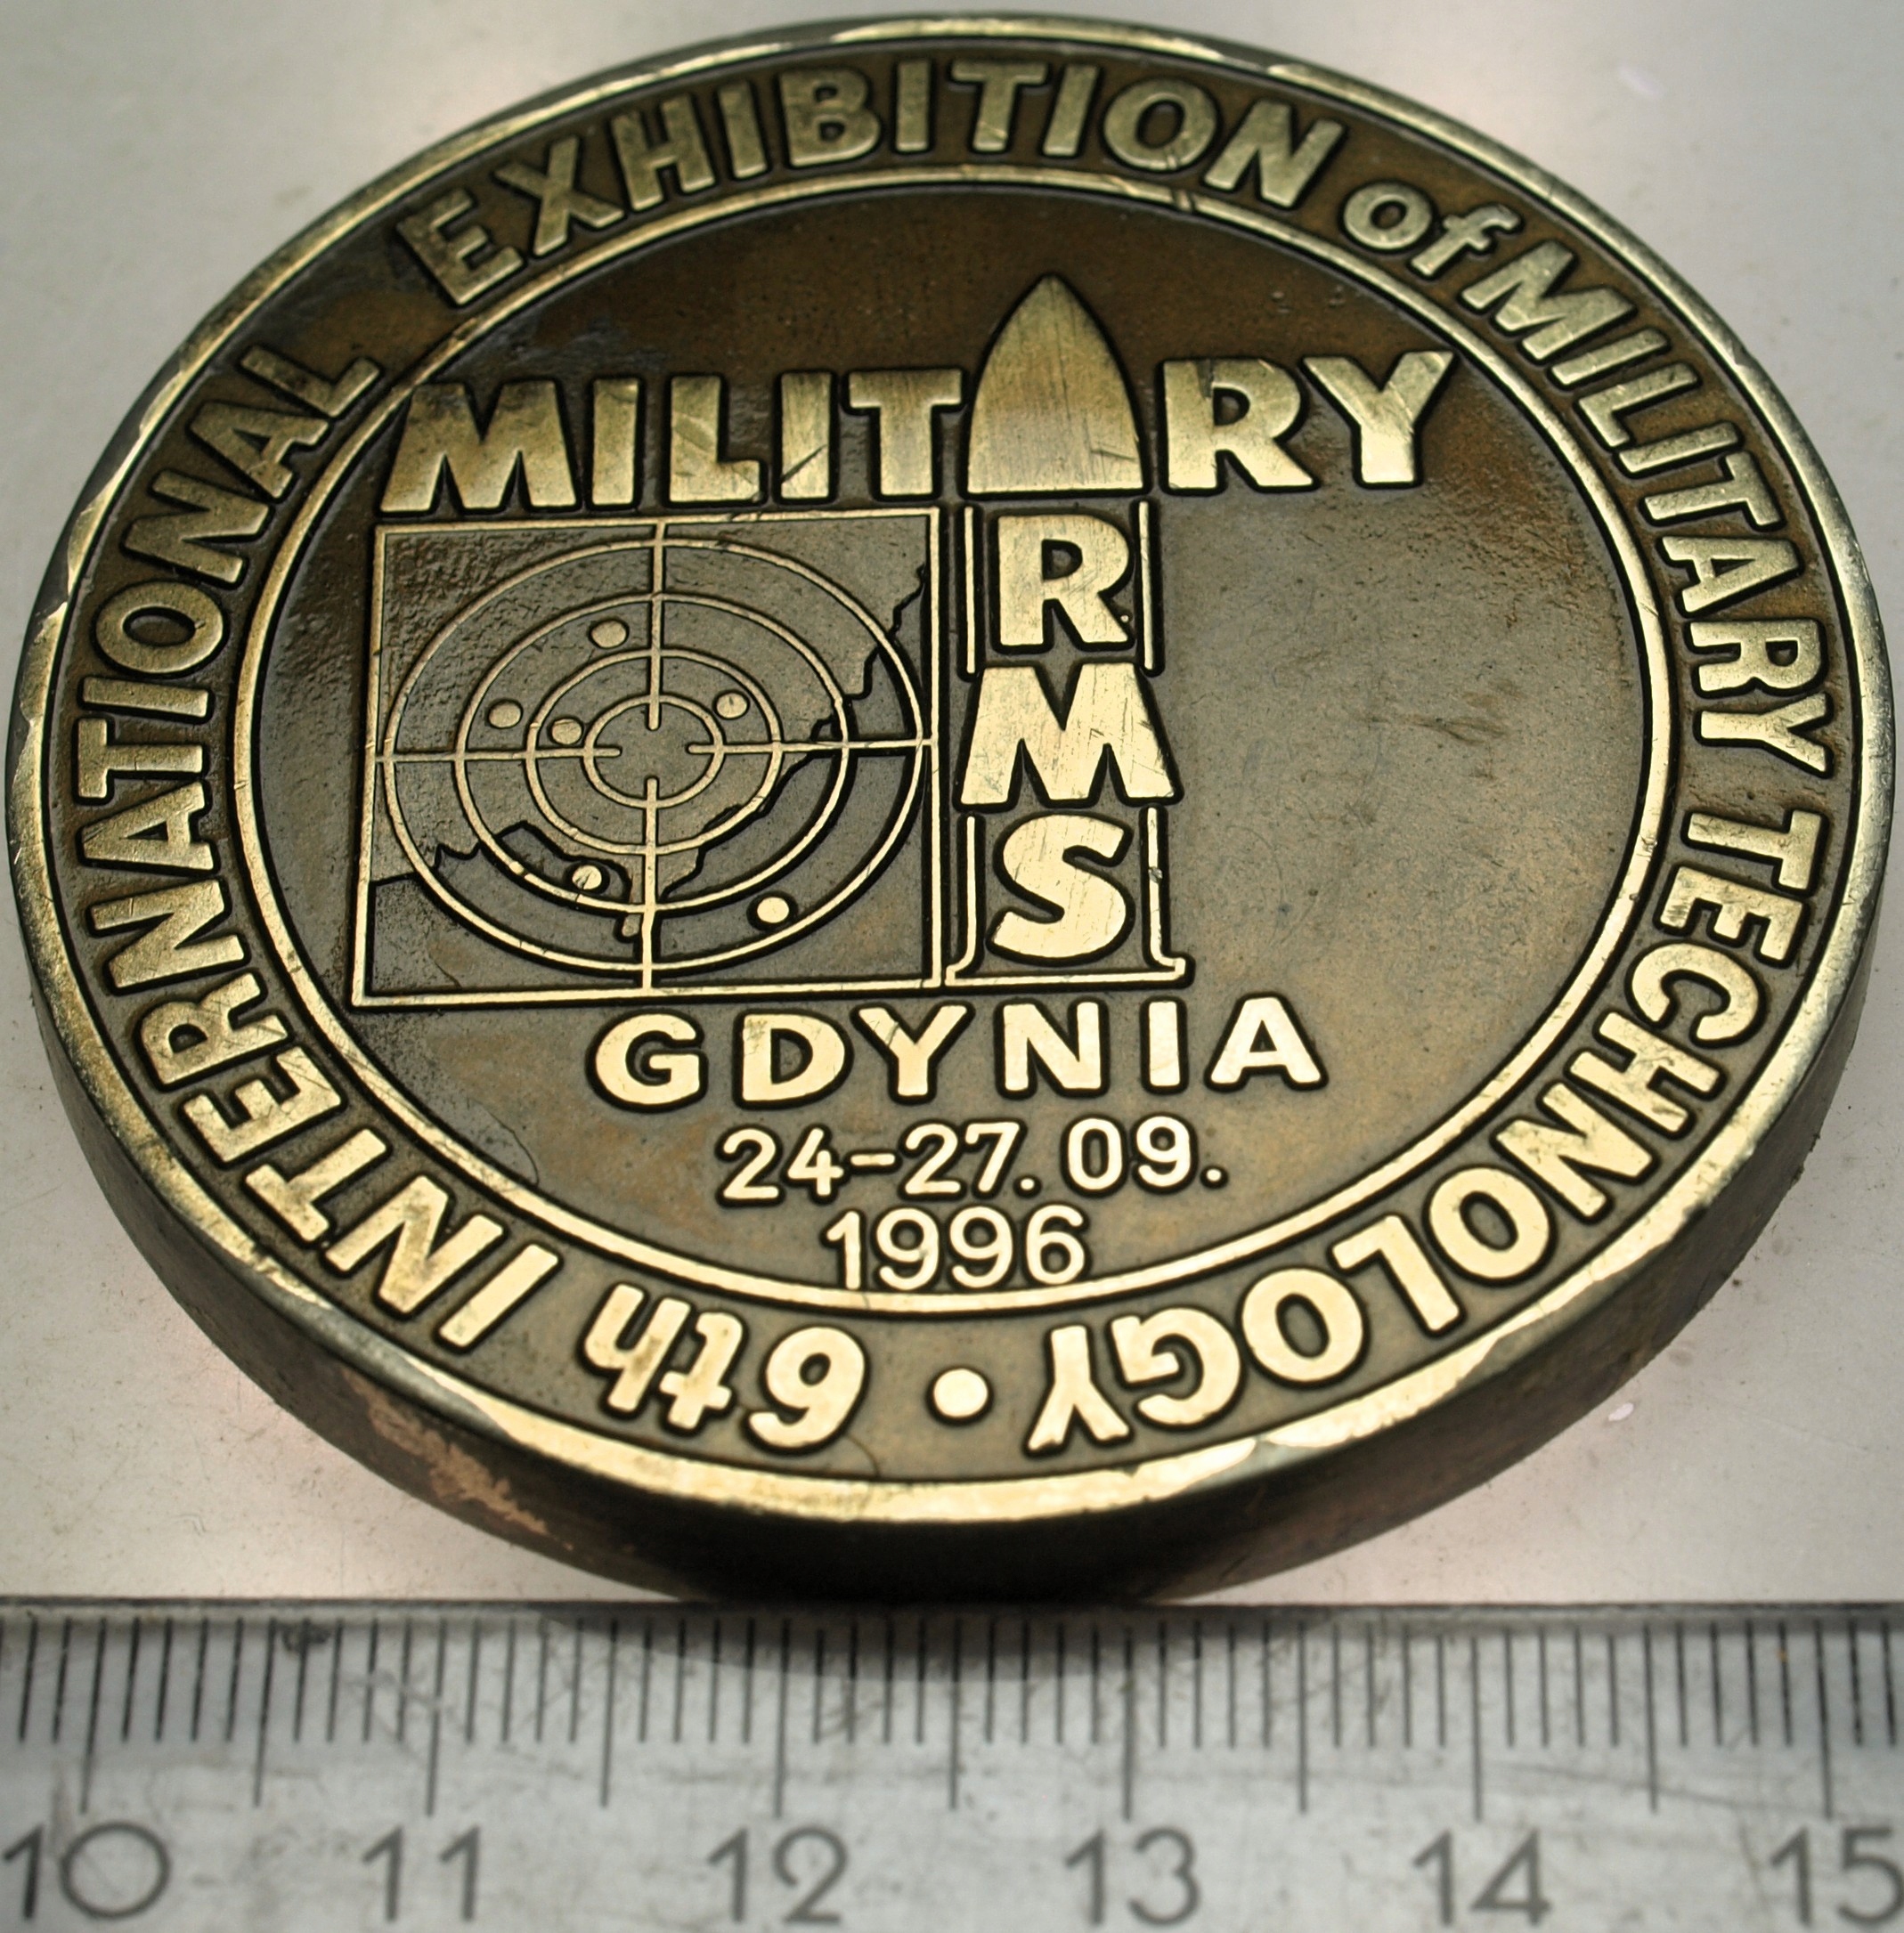 6th INTERNATIONAL EXHIBITION of MILITARY TECHNOLOGY •
MILITARY
RMS
GDYNIA
24-27. 09.
1996
10 11 12 13 14 15